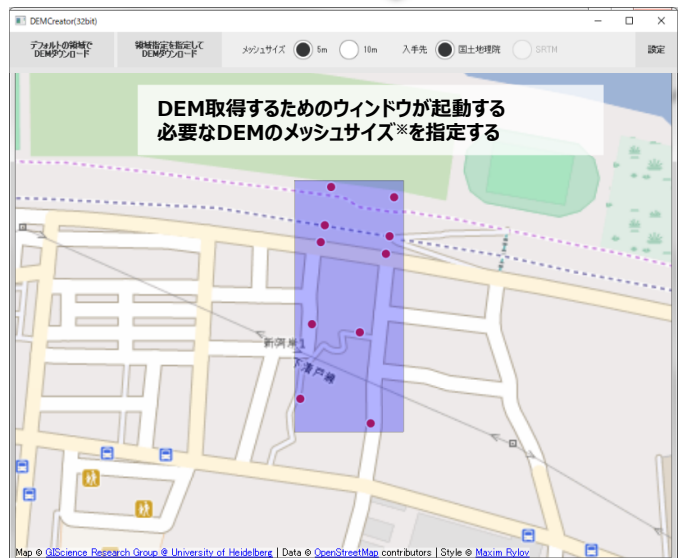 DEMCreator(32bit)
デフォルトの領域で
DEMダウンロード
領域指定を指定して
DEMダウンロード
メッシュサイズ 5m 10m 入手先 国土地理院 SRTM
設定
DEM取得するためのウィンドウが起動する
必要なDEMのメッシュサイズ※を指定する
新河岸1
下清戸線
Map © GIScience Research Group @ University of Heidelberg | Data © OpenStreetMap contributors | Style © Maxim Rylov